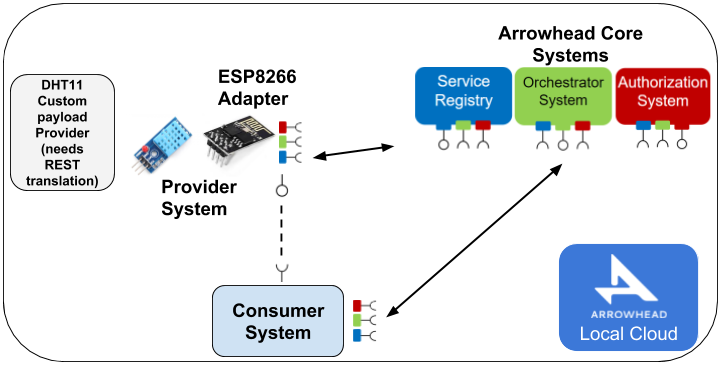 Arrowhead Core
Systems
ESP8266
Adapter
DHT11
Custom
payload
Provider
(needs
REST
translation)
Service
Registry
Orchestrator
System
Authorization
System
Provider
System
Consumer
System
ARROWHEAD
Local Cloud